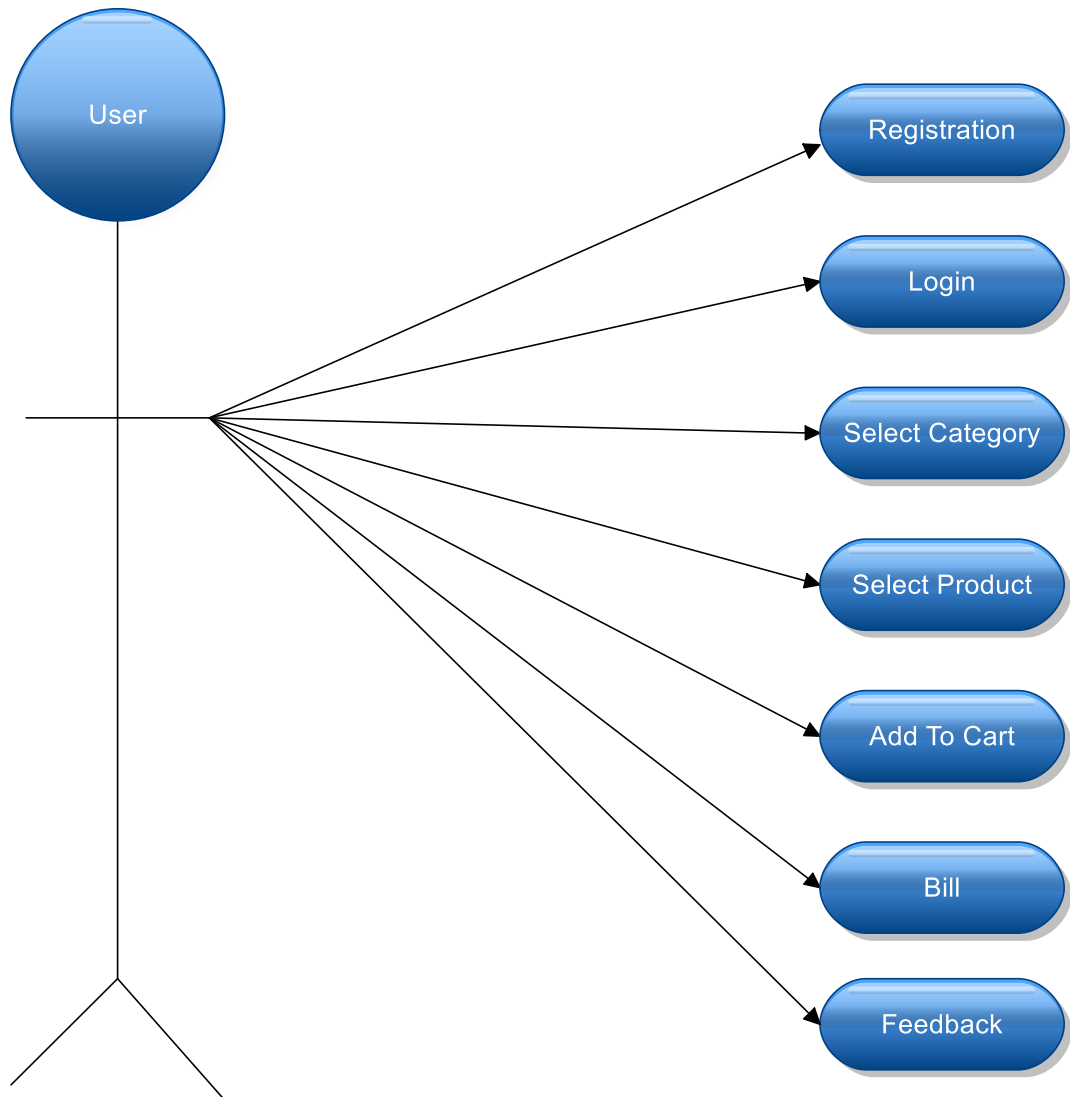 User
Registration
Login
Select Category
Select Product
Add To Cart
Bill
Feedback